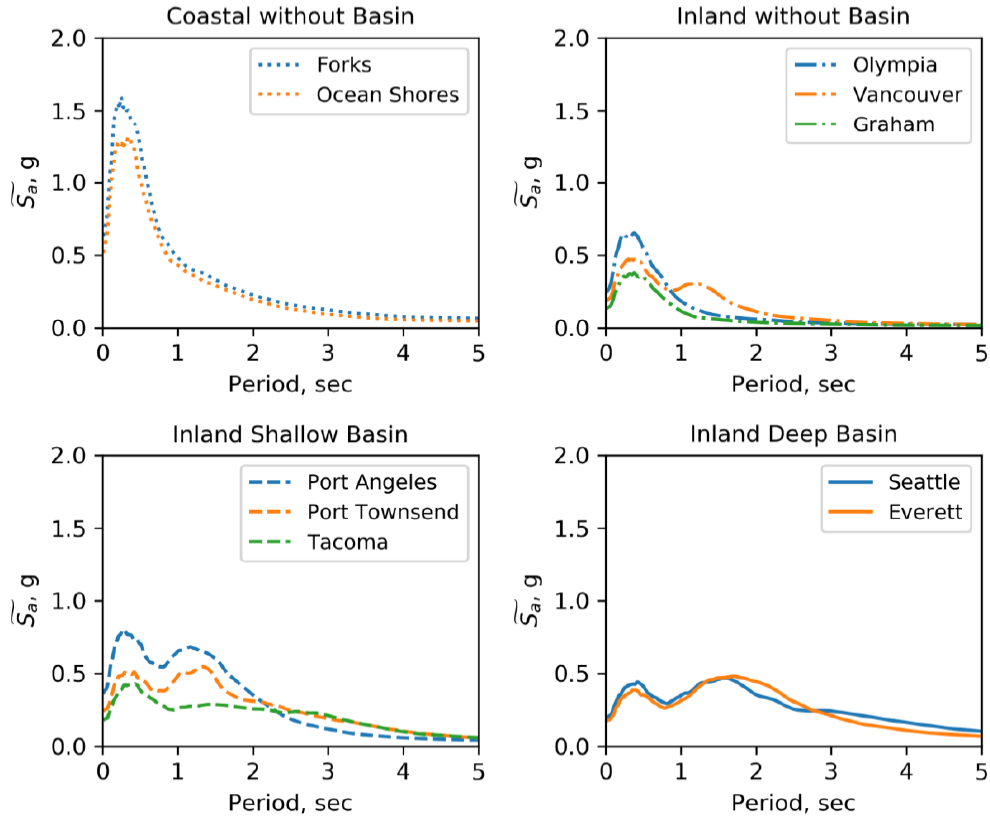 Coastal without Basin
2.0
1.5
1.0
0.5
0.0
S̃a, g
Forks
Ocean Shores
0 1 2 3 4 5
Period, sec
Inland without Basin
2.0
1.5
1.0
0.5
0.0
S̃a, g
Olympia
Vancouver
Graham
0 1 2 3 4 5
Period, sec
Inland Shallow Basin
2.0
1.5
1.0
0.5
0.0
S̃a, g
Port Angeles
Port Townsend
Tacoma
0 1 2 3 4 5
Period, sec
Inland Deep Basin
2.0
1.5
1.0
0.5
0.0
S̃a, g
Seattle
Everett
0 1 2 3 4 5
Period, sec